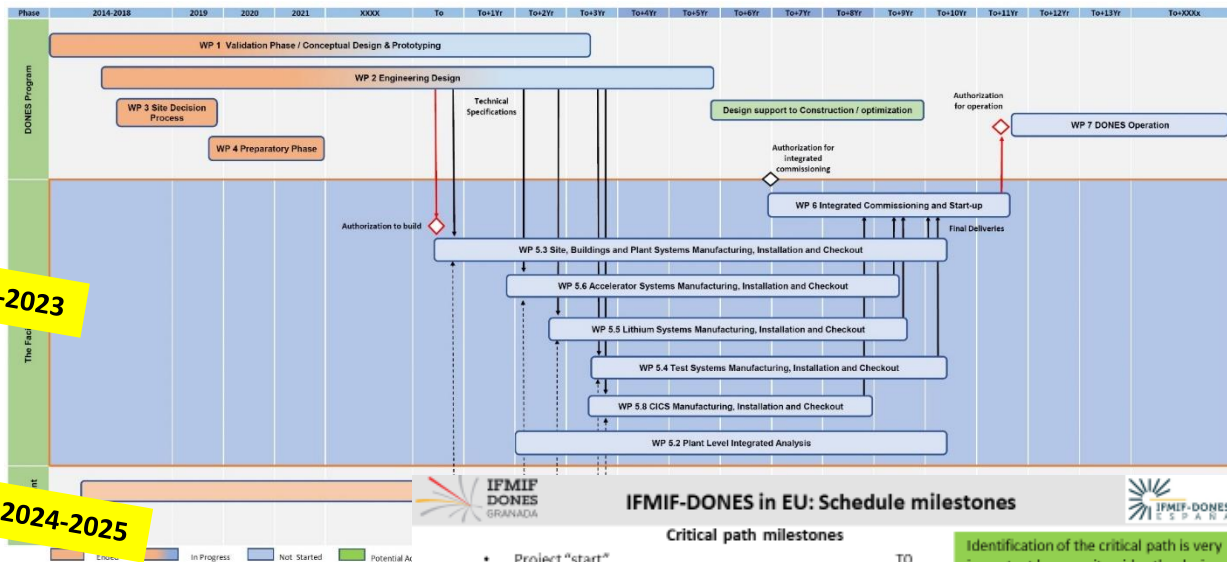 Phase 2014-2018 2019 2020 2021 XXXX To To+1Yr To+2Yr To+3Yr To+4Yr To+5Yr To+6Yr To+7Yr To+8Yr To+9Yr To+10Yr To+11Yr To+12Yr To+13Yr To+XXXx
DONES Program
WP 1 Validation Phase / Conceptual Design & Prototyping
WP 2 Engineering Design
WP 3 Site Decision
Process
Technical
Specifications
Design support to Construction / optimization
Authorization
for operation
WP 7 DONES Operation
WP 4 Preparatory Phase
Authorization for
integrated
commissioning
WP 6 Integrated Commissioning and Start-up
Authorization to build
Final Deliveries
WP 5.3 Site, Buildings and Plant Systems Manufacturing, Installation and Checkout
WP 5.6 Accelerator Systems Manufacturing, Installation and Checkout
-2023
WP 5.5 Lithium Systems Manufacturing, Installation and Checkout
The
WP 5.4 Test Systems Manufacturing, Installation and Checkout
WP 5.8 CICS Manufacturing, Installation and Checkout
WP 5.2 Plant Level Integrated Analysis
2024-2025
IFMIF
DONES
GRANADA
IFMIF-DONES in EU: Schedule milestones
IFMIF-DONES
ESPAÑA
Critical path milestones
In Progress
Not Started
Potential
• Project "start" T0
Identification of the critical path is very